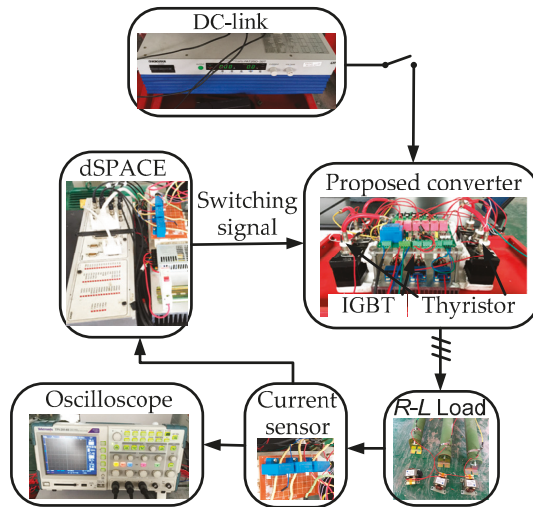 DC-link
dSPACE
Switching
signal
Proposed converter
IGBT
Thyristor
Oscilloscope
Current
sensor
R-L Load